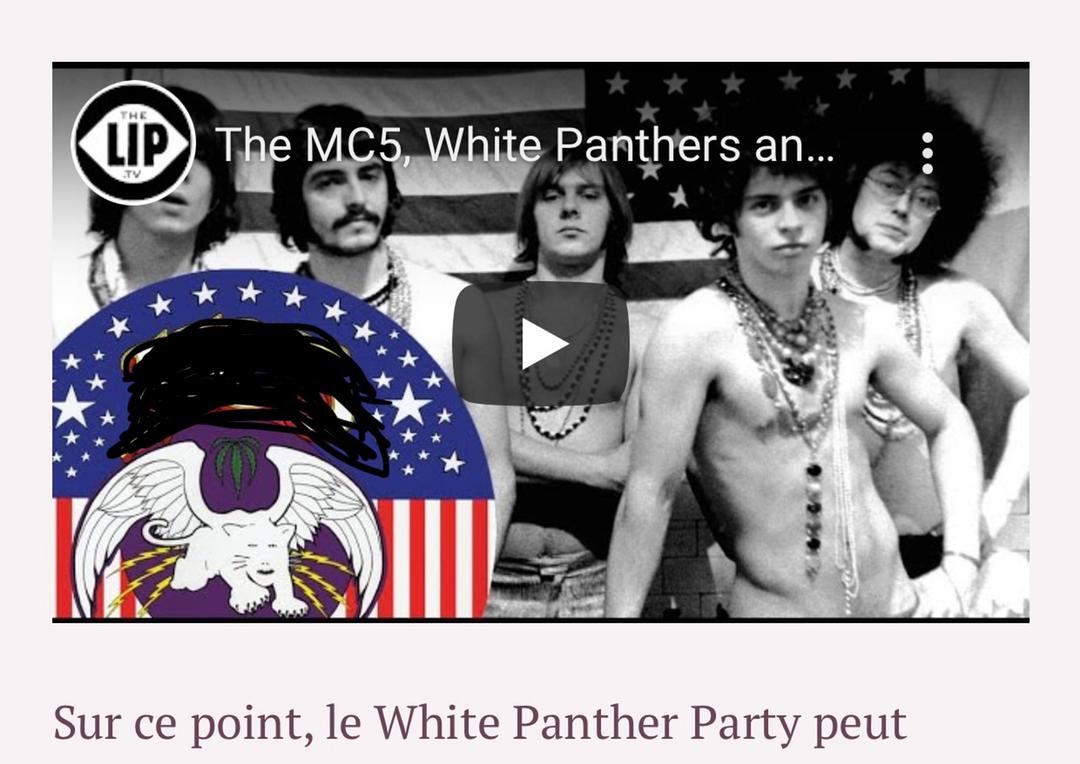 THE
LIP
.TV
The MC5, White Panthers an...
Sur ce point, le White Panther Party peut